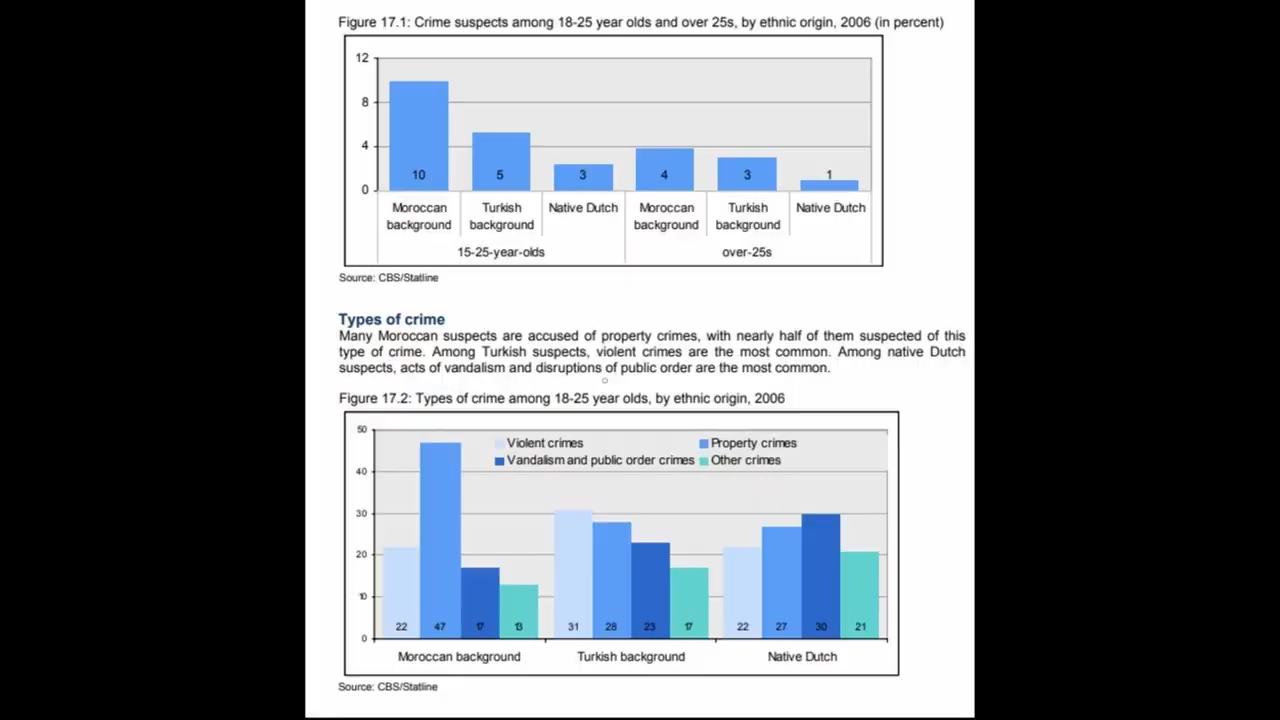 Figure 17.1: Crime suspects among 18-25 year olds and over 25s, by ethnic origin, 2006 (in percent)
12
8
4
0
10
5
3
4
3
1
Moroccan background
Turkish background
Native Dutch
Moroccan background
Turkish background
Native Dutch
15-25-year-olds
over-25s
Source: CBS/Statline
Types of crime
Many Moroccan suspects are accused of property crimes, with nearly half of them suspected of this
type of crime. Among Turkish suspects, violent crimes are the most common. Among native Dutch
suspects, acts of vandalism and disruptions of public order are the most common.
Figure 17.2: Types of crime among 18-25 year olds, by ethnic origin, 2006
50
40
30
20
10
0
Violent crimes
Property crimes
Vandalism and public order crimes
Other crimes
22
47
17
13
31
28
23
17
22
27
30
21
Moroccan background
Turkish background
Native Dutch
Source: CBS/Statline